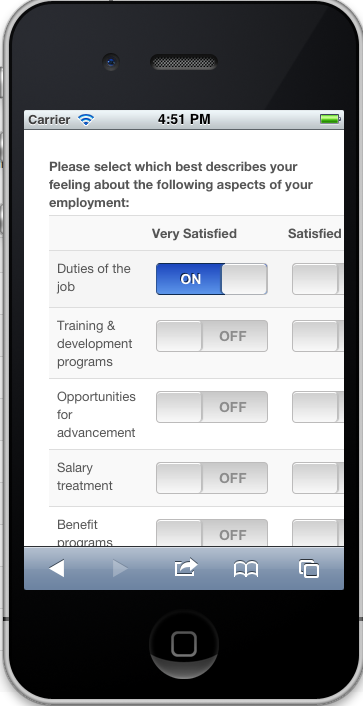 Carrier 4:51 PM
Please select which best describes your
feeling about the following aspects of your
employment:
Very Satisfied Satisfied
Duties of the
job
ON
Training &
development
programs
OFF
Opportunities
for
advancement
OFF
Salary
treatment
OFF
Benefit
programs
OFF